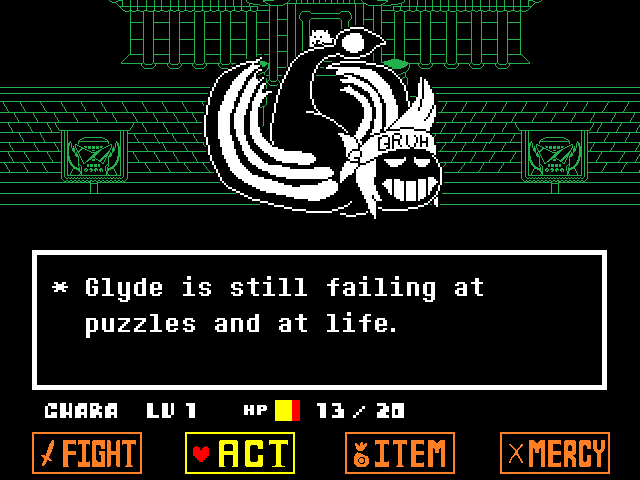 BRUH
* Glyde is still failing at
puzzles and at life.
CHARA LV 1 HP 13 / 20
FIGHT ACT ITEM MERCY